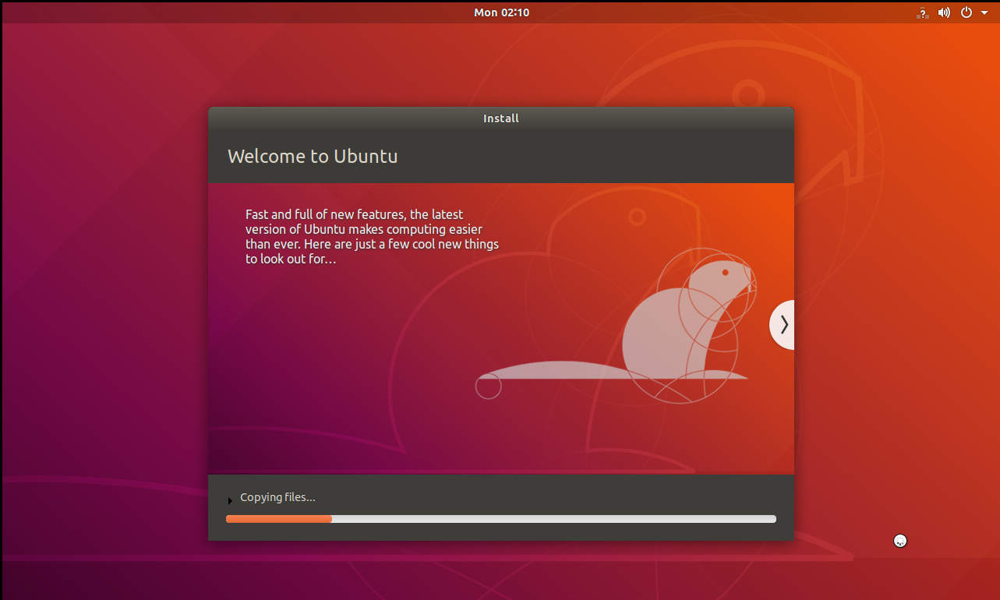 Mon 02:10
Install
Welcome to Ubuntu
Fast and full of new features, the latest
version of Ubuntu makes computing easier
than ever. Here are just a few cool new things
to look out for…
Copying files...